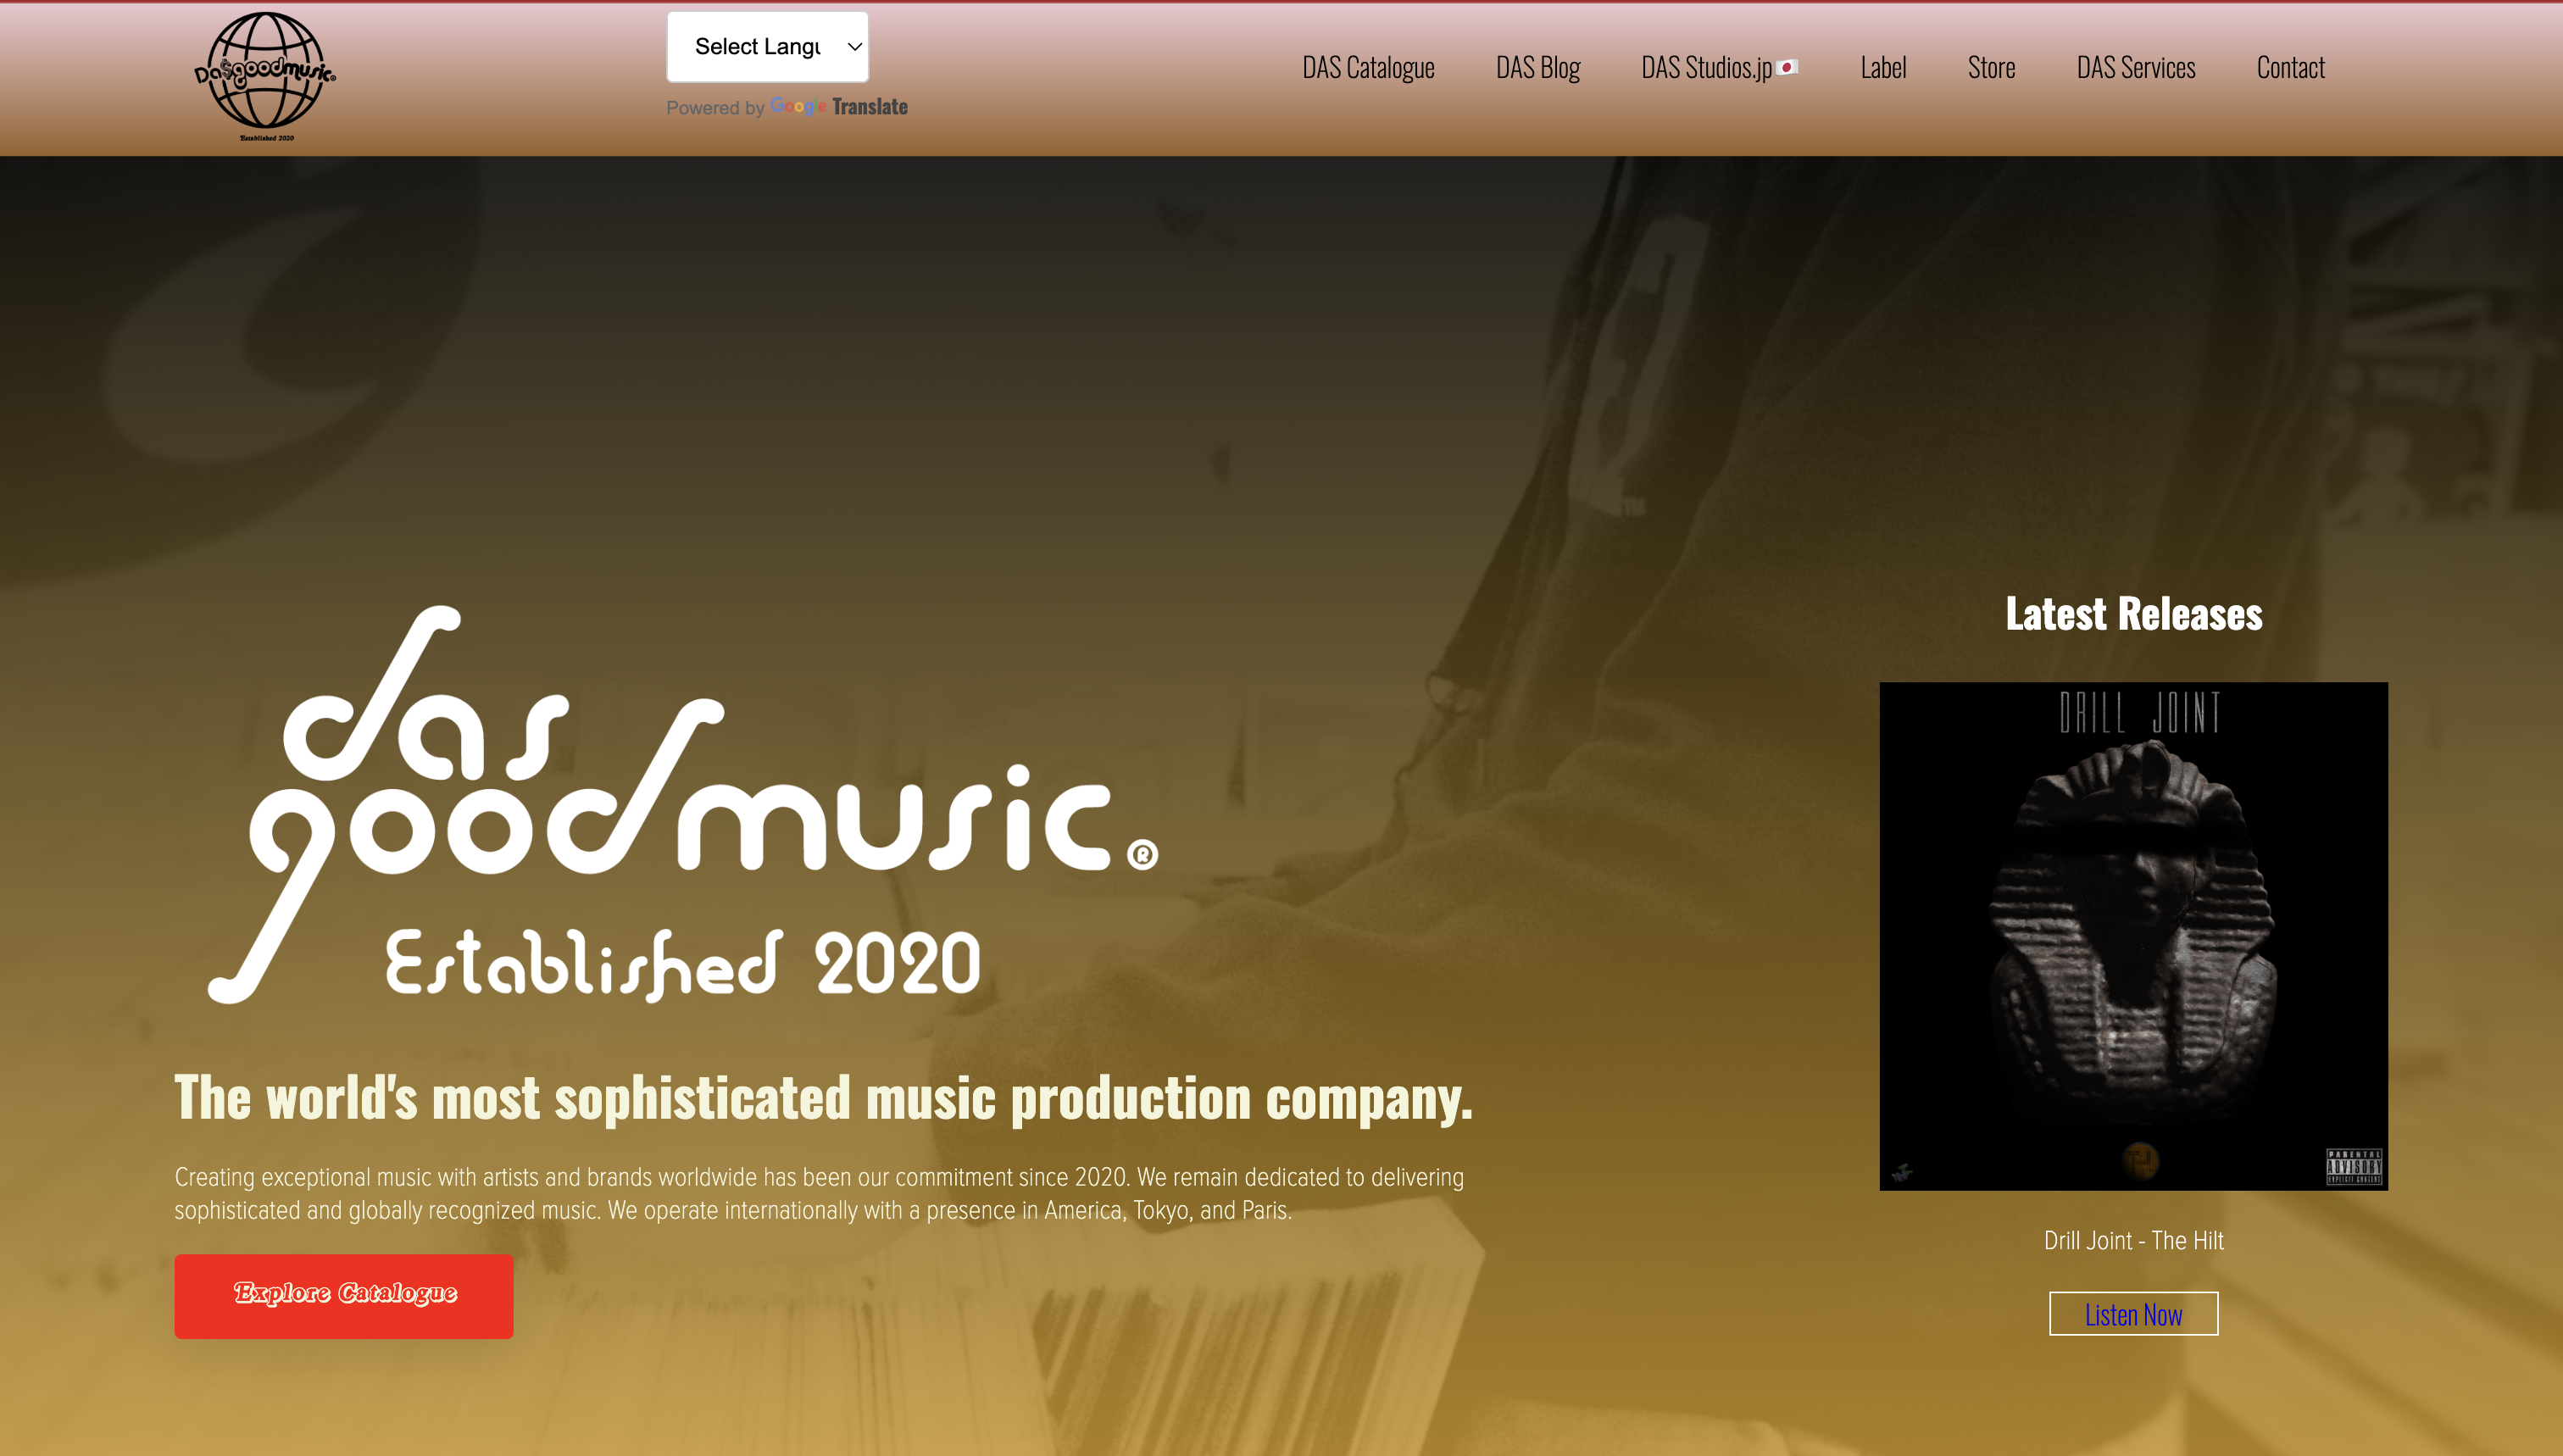 Dasgoodmusic®
Established 2020
Select Langu
Powered by Google Translate
DAS Catalogue
DAS Blog
DAS Studios.jp🇯🇵
Label
Store
DAS Services
Contact
das
goodmusic.®
Established 2020
The world's most sophisticated music production company.
Creating exceptional music with artists and brands worldwide has been our commitment since 2020. We remain dedicated to delivering
sophisticated and globally recognized music. We operate internationally with a presence in America, Tokyo, and Paris.
Explore Catalogue
Latest Releases
DRILL JOINT
PARENTAL
ADVISORY
EXPLICIT CONTENT
Drill Joint - The Hilt
Listen Now